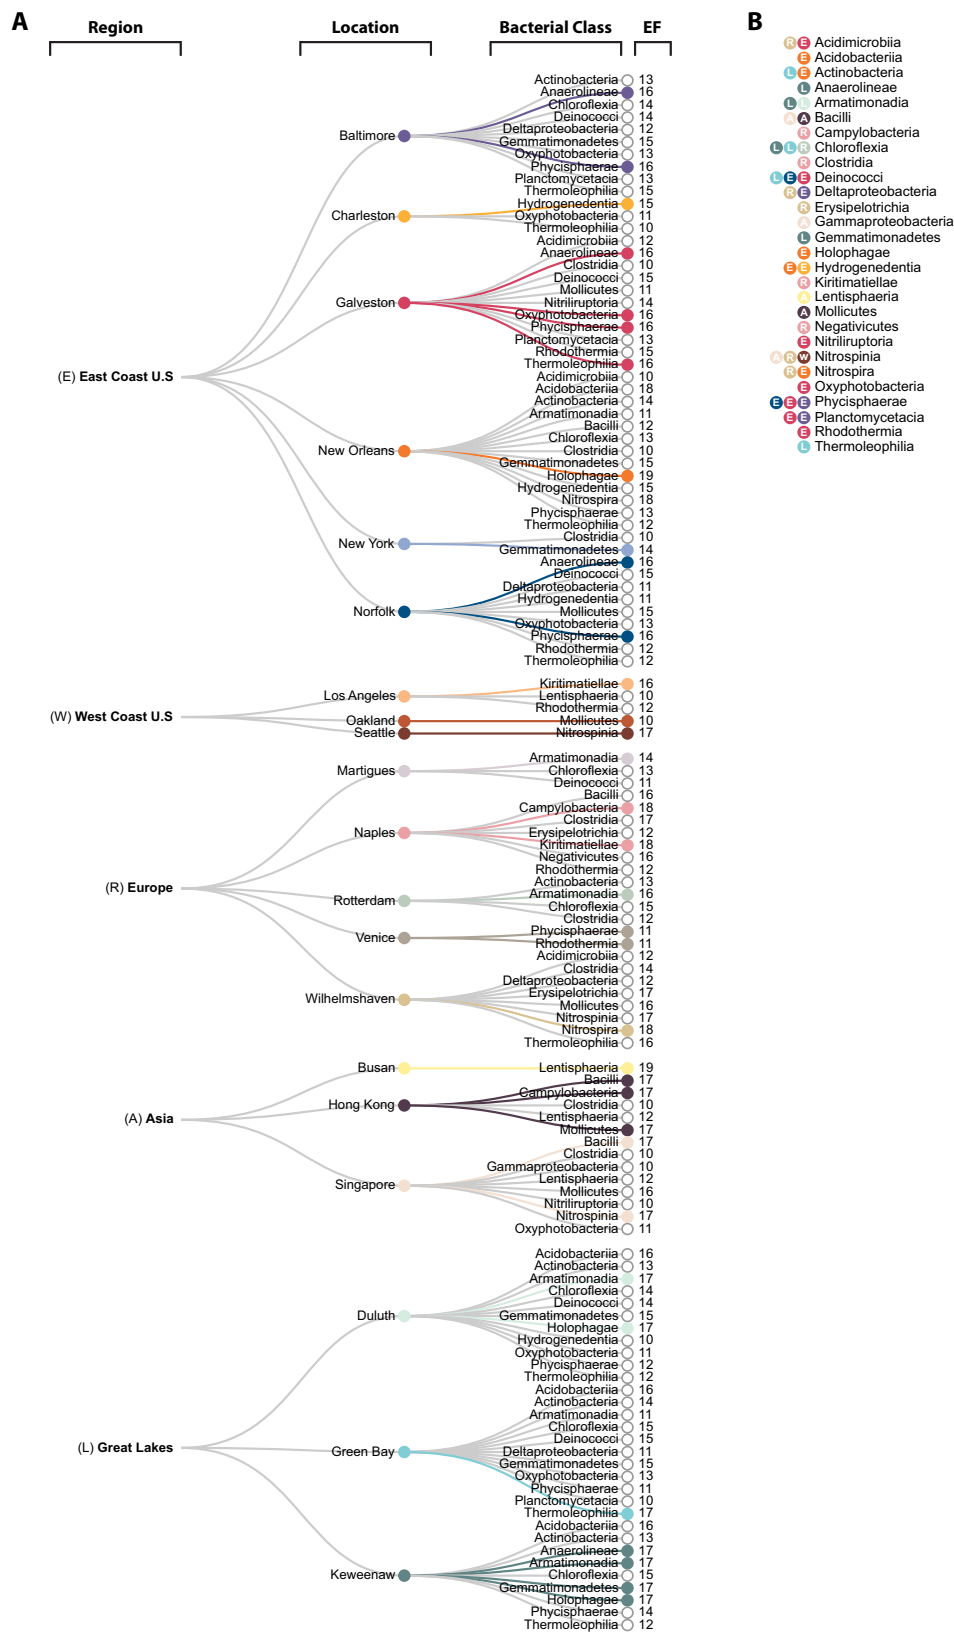 A
B
Region
Location
Bacterial Class
EF
(E) East Coast U.S
Baltimore
Actinobacteria 13
Anaerolineae 16
Chloroflexia 14
Deinococci 14
Deltaproteobacteria 12
Gemmatimonadetes 15
Oxyphotobacteria 13
Phycisphaerae 16
Planctomycetacia 13
Thermoleophilia 15
Charleston
Hydrogenedentia 15
Oxyphotobacteria 11
Thermoleophilia 10
Galveston
Acidimicrobiia 12
Anaerolineae 16
Clostridia 10
Deinococci 15
Mollicutes 11
Nitriliruptoria 14
Oxyphotobacteria 16
Phycisphaerae 16
Planctomycetacia 13
Rhodothermia 15
Thermoleophilia 16
New Orleans
Acidimicrobiia 10
Acidobacteriia 18
Actinobacteria 14
Armatimonadia 11
Bacilli 12
Chloroflexia 13
Clostridia 10
Gemmatimonadetes 15
Holophagae 19
Hydrogenedentia 15
Nitrospira 18
Phycisphaerae 13
Thermoleophilia 12
New York
Clostridia 10
Gemmatimonadetes 14
Norfolk
Anaerolineae 16
Deinococci 15
Deltaproteobacteria 11
Hydrogenedentia 11
Mollicutes 15
Oxyphotobacteria 13
Phycisphaerae 16
Rhodothermia 12
Thermoleophilia 12
(W) West Coast U.S
Los Angeles
Kiritimatiellae 16
Lentisphaeria 10
Rhodothermia 12
Oakland
Mollicutes 10
Seattle
Nitrospinia 17
(R) Europe
Martigues
Armatimonadia 14
Chloroflexia 13
Deinococci 11
Naples
Bacilli 16
Campylobacteria 18
Clostridia 17
Erysipelotrichia 12
Kiritimatiellae 18
Negativicutes 16
Rhodothermia 12
Rotterdam
Actinobacteria 13
Armatimonadia 16
Chloroflexia 15
Clostridia 12
Venice
Phycisphaerae 11
Rhodothermia 11
Wilhelmshaven
Acidimicrobiia 12
Clostridia 14
Deltaproteobacteria 12
Erysipelotrichia 17
Mollicutes 16
Nitrospinia 17
Nitrospira 18
Thermoleophilia 16
(A) Asia
Busan
Lentisphaeria 19
Hong Kong
Bacilli 17
Campylobacteria 17
Clostridia 10
Lentisphaeria 12
Mollicutes 17
Singapore
Bacilli 17
Clostridia 10
Gammaproteobacteria 10
Lentisphaeria 12
Mollicutes 16
Nitriliruptoria 10
Nitrospinia 17
Oxyphotobacteria 11
(L) Great Lakes
Duluth
Acidobacteriia 16
Actinobacteria 13
Armatimonadia 17
Chloroflexia 14
Deinococci 14
Gemmatimonadetes 15
Holophagae 17
Hydrogenedentia 10
Oxyphotobacteria 11
Phycisphaerae 12
Thermoleophilia 12
Green Bay
Acidobacteriia 16
Actinobacteria 14
Armatimonadia 11
Chloroflexia 15
Deinococci 15
Deltaproteobacteria 11
Gemmatimonadetes 15
Oxyphotobacteria 13
Phycisphaerae 11
Planctomycetacia 10
Thermoleophilia 17
Keweenaw
Acidobacteriia 16
Actinobacteria 13
Anaerolineae 17
Armatimonadia 17
Chloroflexia 15
Gemmatimonadetes 17
Holophagae 17
Phycisphaerae 14
Thermoleophilia 12
R E Acidimicrobiia
E Acidobacteriia
L E Actinobacteria
L Anaerolineae
L L Armatimonadia
A A Bacilli
R Campylobacteria
L L R Chloroflexia
R Clostridia
L E E Deinococci
R E Deltaproteobacteria
R Erysipelotrichia
A Gammaproteobacteria
L Gemmatimonadetes
E Holophagae
E E Hydrogenedentia
R Kiritimatiellae
A Lentisphaeria
A Mollicutes
R Negativicutes
E Nitriliruptoria
A R W Nitrospinia
R E Nitrospira
E Oxyphotobacteria
E E E Phycisphaerae
E E Planctomycetacia
E Rhodothermia
L Thermoleophilia